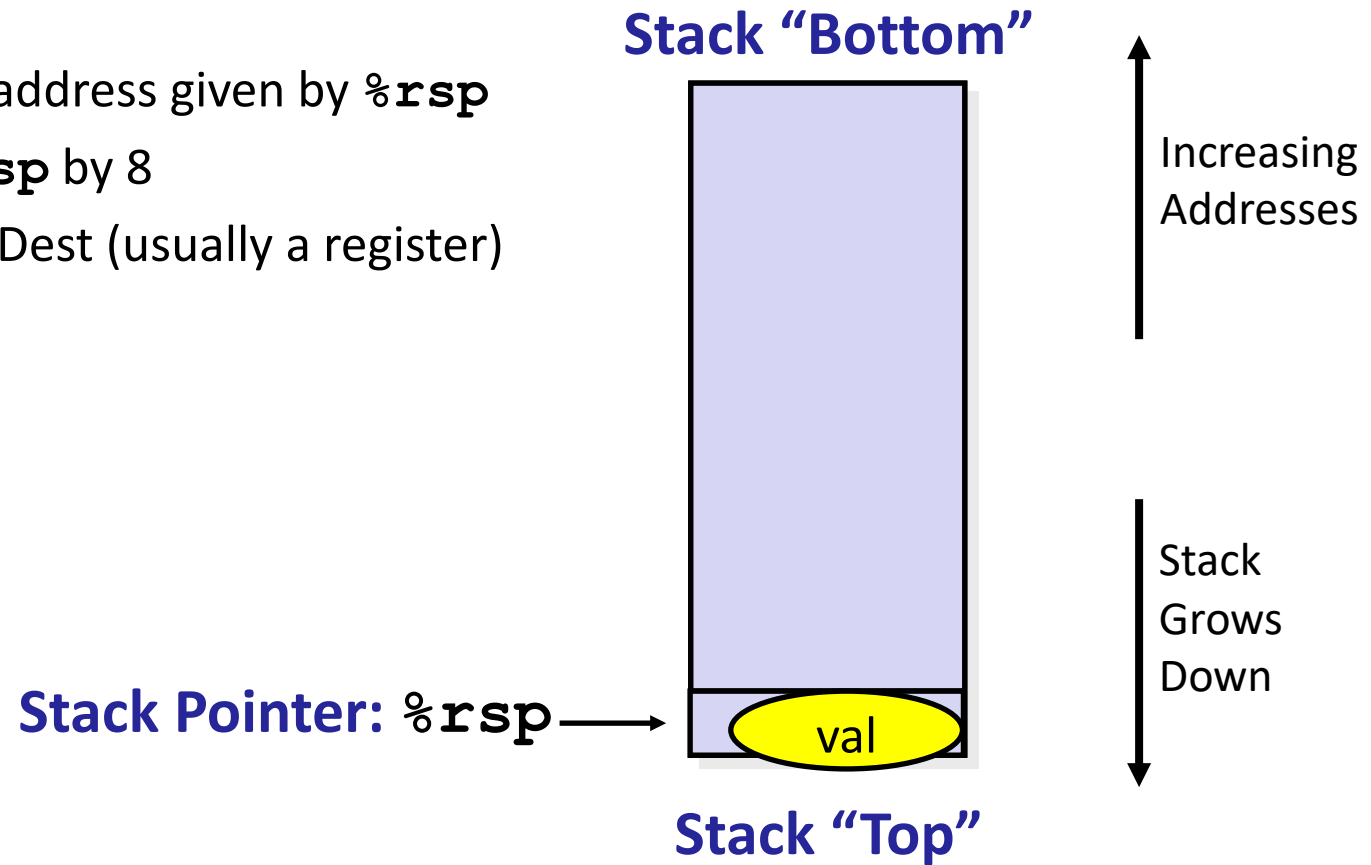 Stack “Bottom”
address given by %rsp
sp by 8
Dest (usually a register)
Increasing
Addresses
Stack
Grows
Down
Stack Pointer: %rsp
val
Stack “Top”